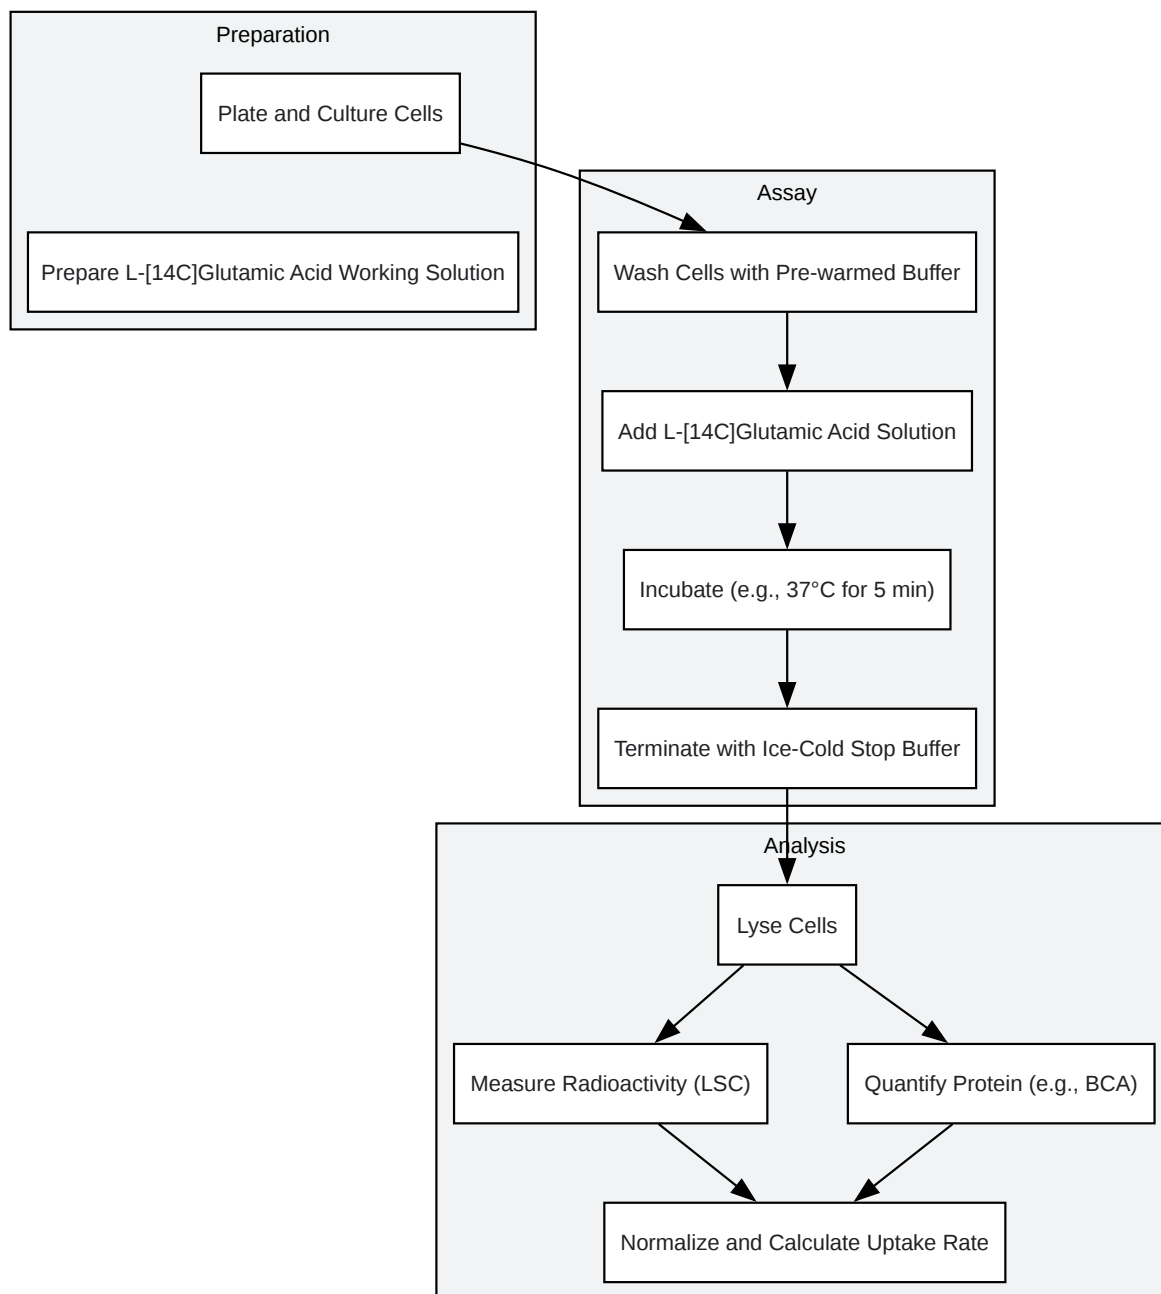 Preparation
Plate and Culture Cells
Prepare L-[14C]Glutamic Acid Working Solution
Assay
Wash Cells with Pre-warmed Buffer
Add L-[14C]Glutamic Acid Solution
Incubate (e.g., 37°C for 5 min)
Terminate with Ice-Cold Stop Buffer
Analysis
Lyse Cells
Measure Radioactivity (LSC)
Quantify Protein (e.g., BCA)
Normalize and Calculate Uptake Rate